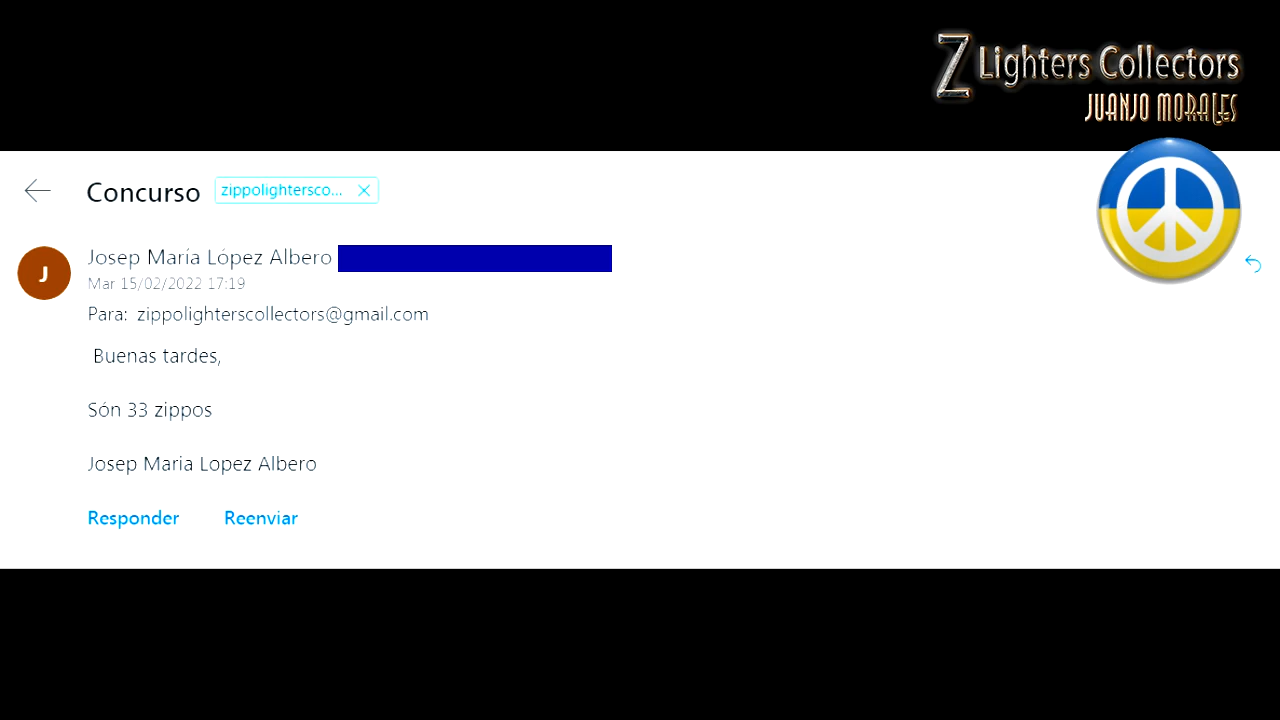 Z Lighters Collectors
JUANJO MORALES
Concurso zippolightersco...
J
Josep María López Albero
Mar 15/02/2022 17:19
Para: zippolighterscollectors@gmail.com
Buenas tardes,
Són 33 zippos
Josep Maria Lopez Albero
Responder Reenviar